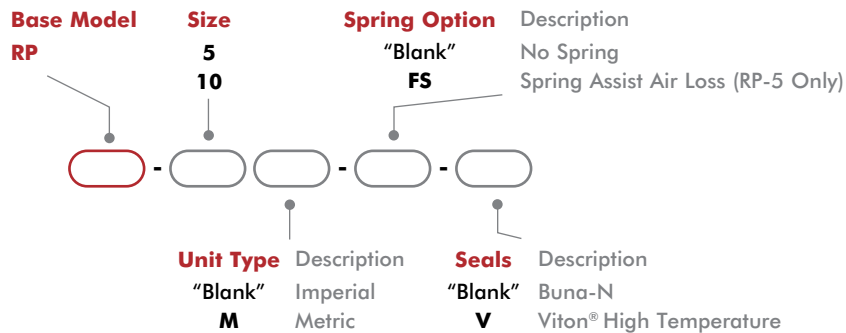 Base Model Size Spring Option Description
RP 5 “Blank” No Spring
10 FS Spring Assist Air Loss (RP-5 Only)
- - -
Unit Type Description Seals Description
“Blank” Imperial “Blank” Buna-N
M Metric V Viton® High Temperature